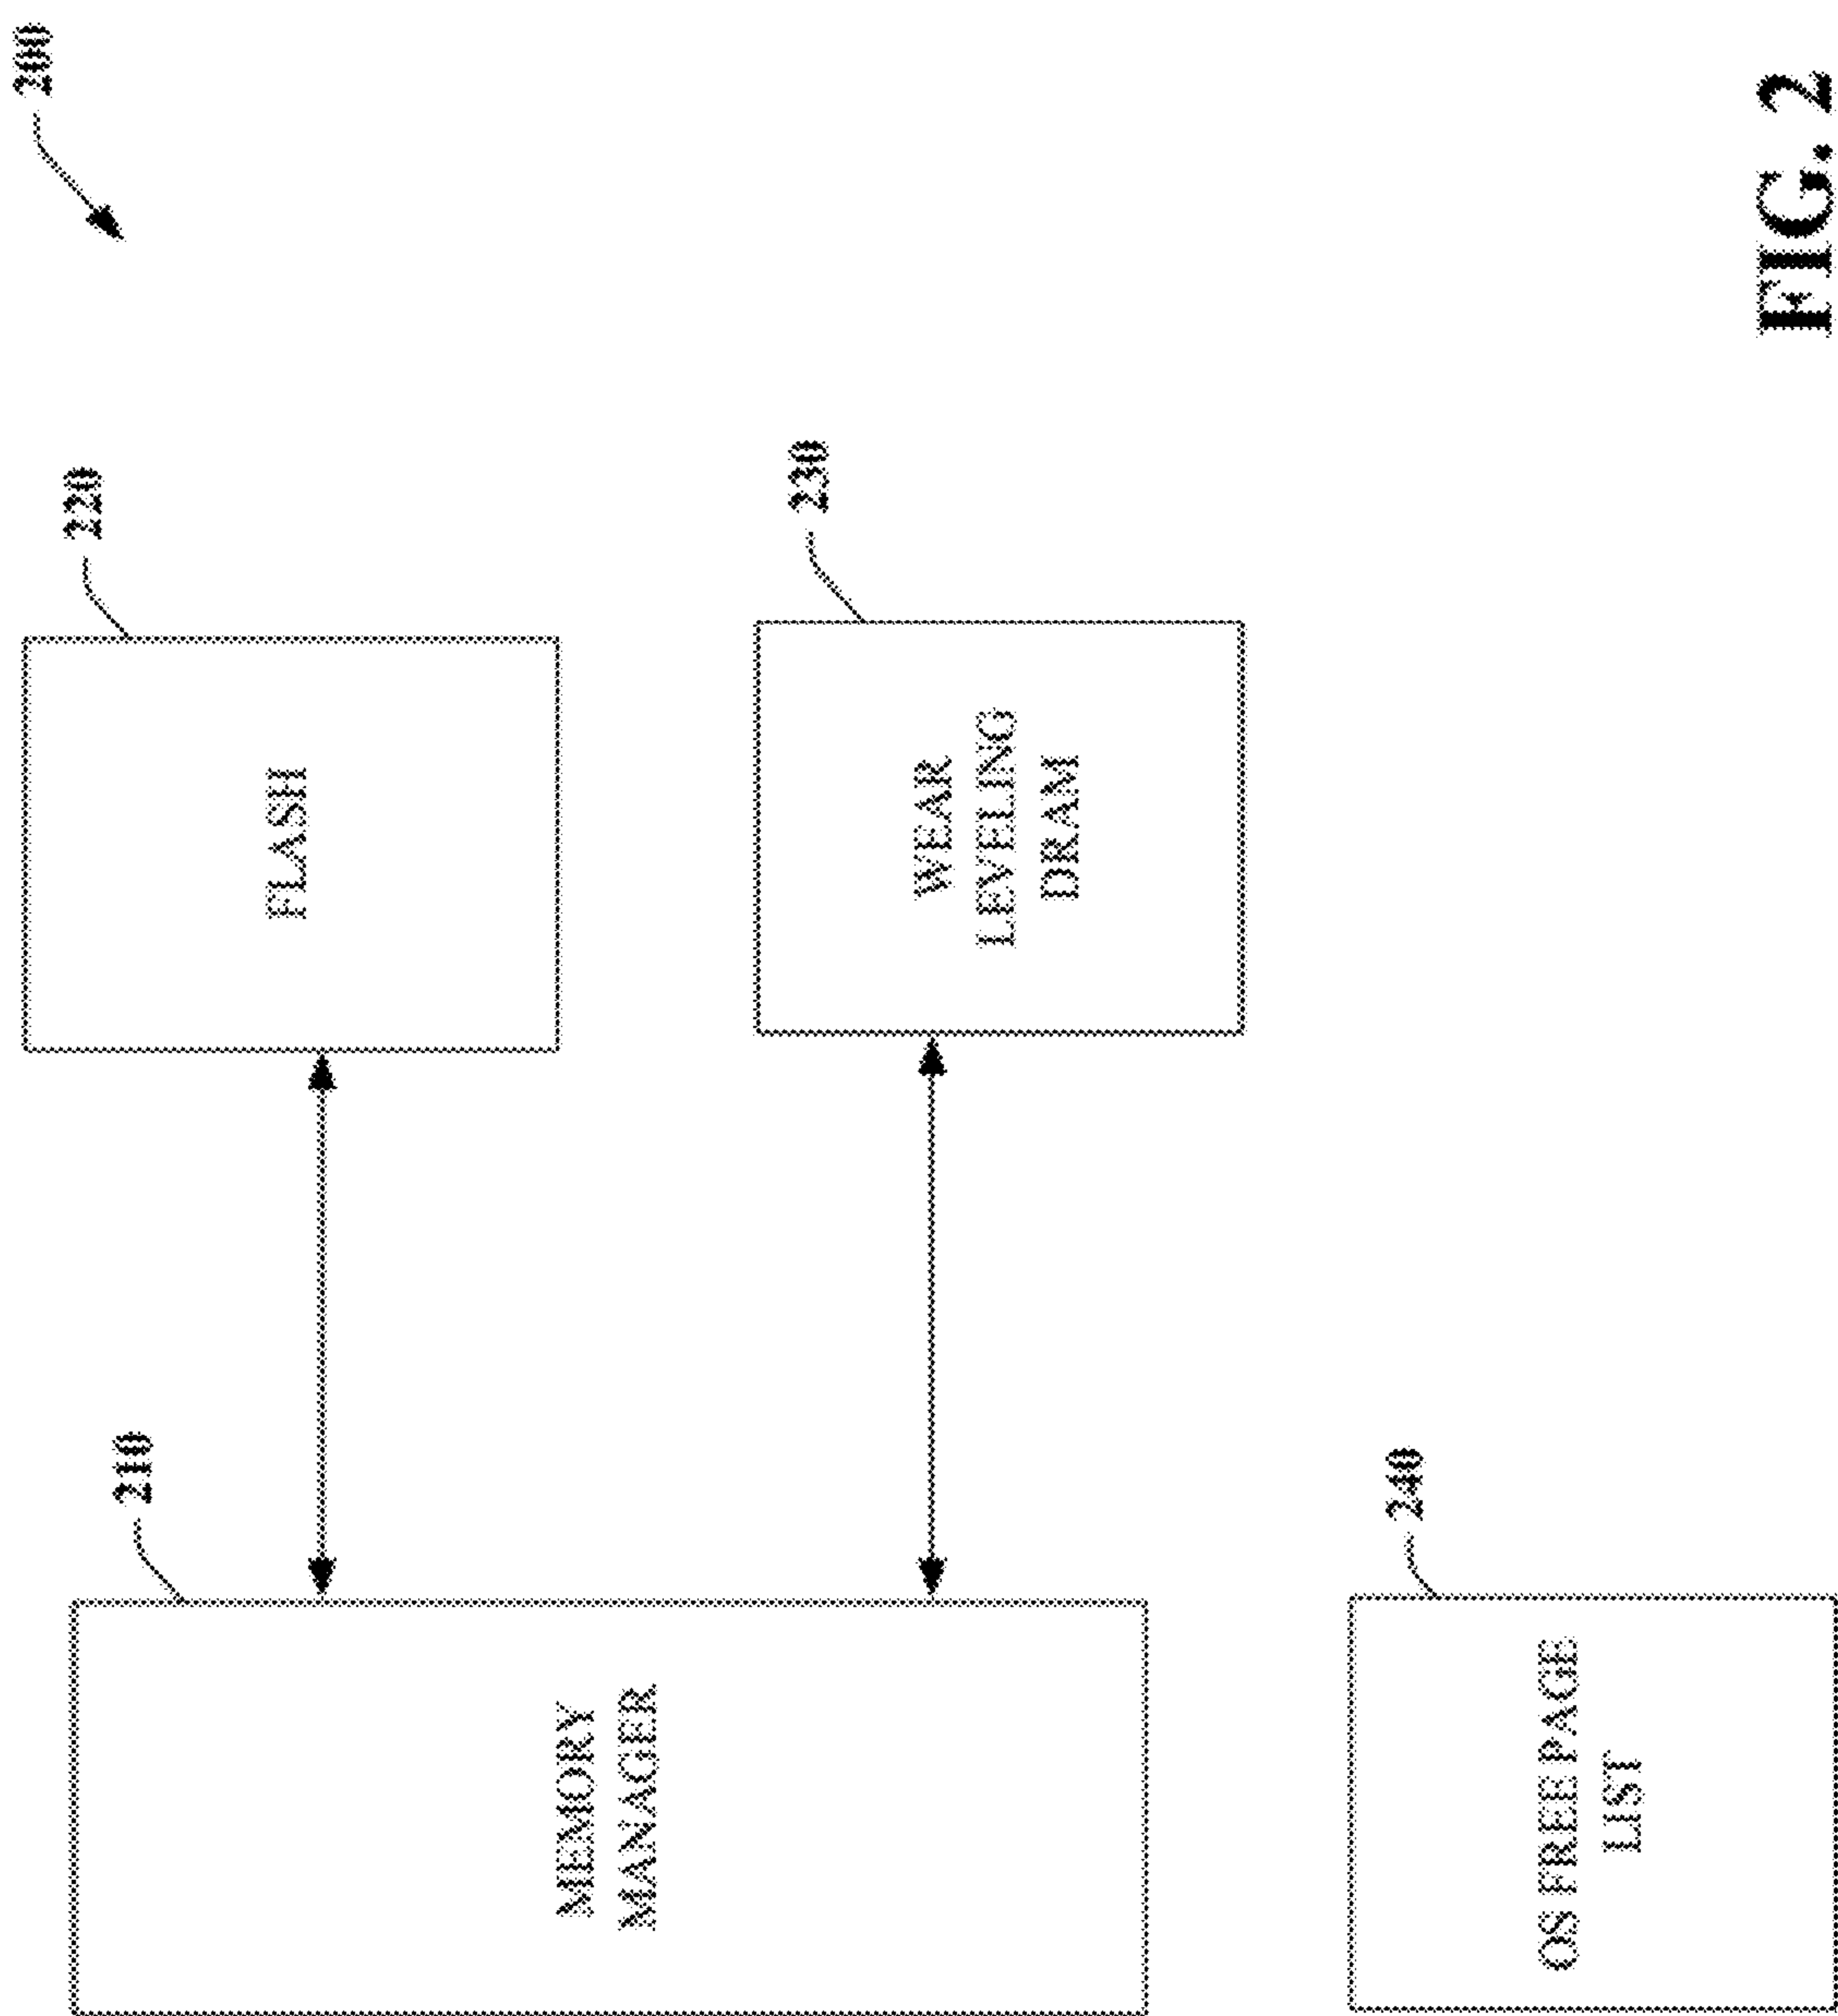 200
210
MEMORY
MANAGER
220
FLASH
230
WEAR
LEVELING
DRAM
240
OS FREE PAGE
LIST
FIG. 2